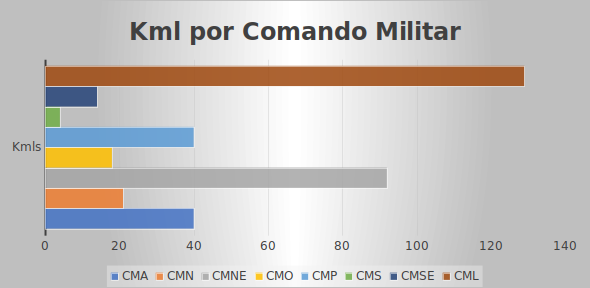 Kml por Comando Militar
Kmls
0 20 40 60 80 100 120 140
CMA CMN CMNE CMO CMP CMS CMSE CML